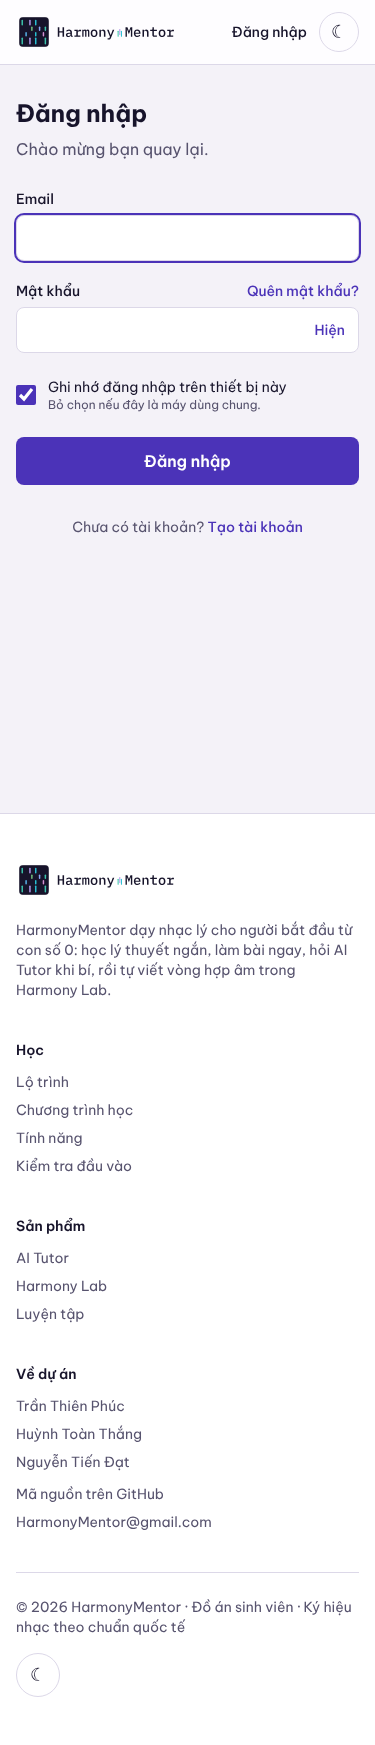 Harmony Mentor
Đăng nhập
Đăng nhập
Chào mừng bạn quay lại.
Email
Mật khẩu
Quên mật khẩu?
Hiện
Ghi nhớ đăng nhập trên thiết bị này
Bỏ chọn nếu đây là máy dùng chung.
Đăng nhập
Chưa có tài khoản? Tạo tài khoản
Harmony Mentor
HarmonyMentor dạy nhạc lý cho người bắt đầu từ
con số 0: học lý thuyết ngắn, làm bài ngay, hỏi AI
Tutor khi bí, rồi tự viết vòng hợp âm trong
Harmony Lab.
Học
Lộ trình
Chương trình học
Tính năng
Kiểm tra đầu vào
Sản phẩm
AI Tutor
Harmony Lab
Luyện tập
Về dự án
Trần Thiên Phúc
Huỳnh Toàn Thắng
Nguyễn Tiến Đạt
Mã nguồn trên GitHub
HarmonyMentor@gmail.com
© 2026 HarmonyMentor · Đồ án sinh viên · Ký hiệu
nhạc theo chuẩn quốc tế